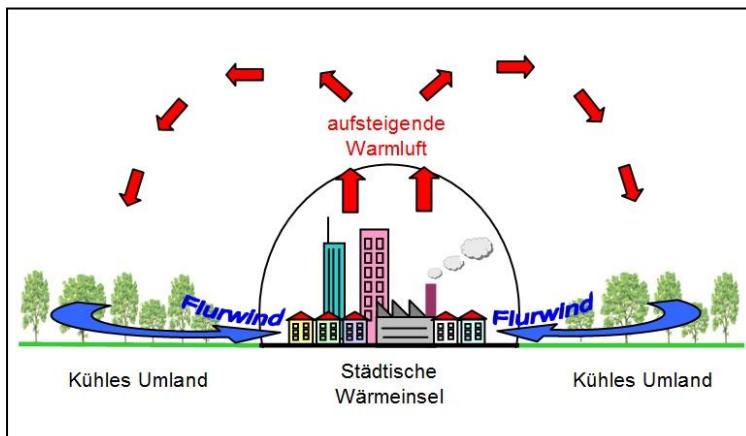 aufsteigende
Warmluft
Flurwind
Flurwind
Kühles Umland
Städtische
Wärmeinsel
Kühles Umland